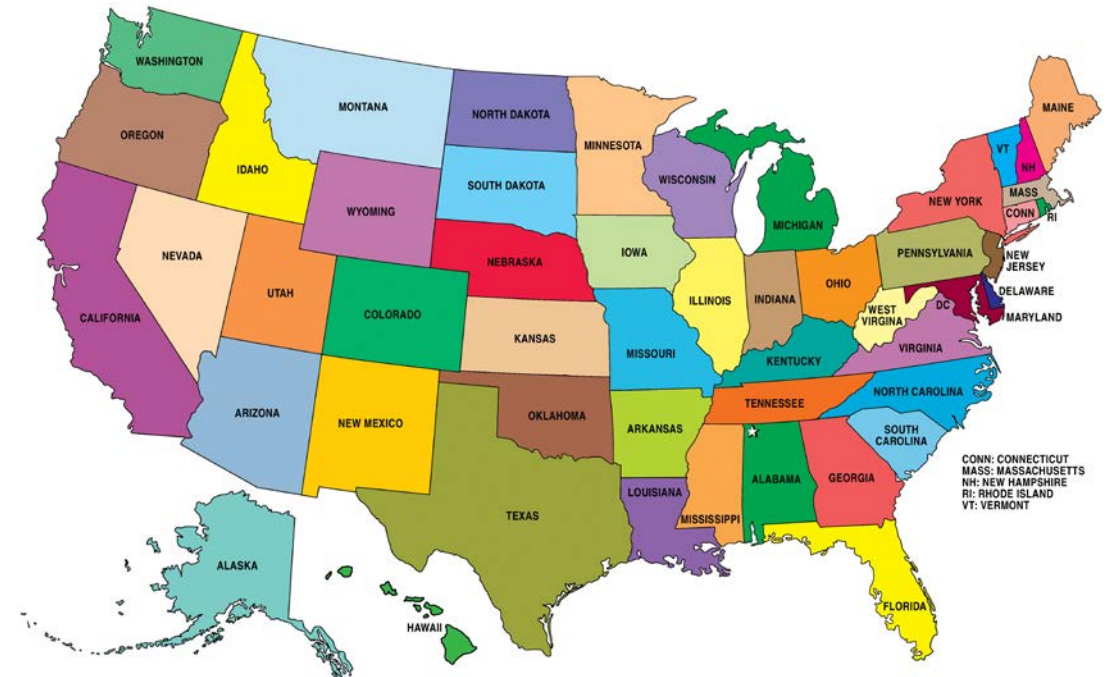 WASHINGTON
OREGON
IDAHO
MONTANA
NORTH DAKOTA
MINNESOTA
SOUTH DAKOTA
WYOMING
WISCONSIN
MICHIGAN
MAINE
VT
NH
MASS
NEW YORK
CONN
RI
CALIFORNIA
NEVADA
UTAH
COLORADO
NEBRASKA
IOWA
ILLINOIS
INDIANA
OHIO
PENNSYLVANIA
NEW
JERSEY
DELAWARE
MARYLAND
DC
WEST
VIRGINA
VIRGINIA
KANSAS
MISSOURI
KENTUCKY
ARIZONA
NEW MEXICO
OKLAHOMA
ARKANSAS
TENNESSEE
NORTH CAROLINA
SOUTH
CAROLINA
TEXAS
LOUISIANA
MISSISSIPPI
ALABAMA
GEORGIA
FLORIDA
ALASKA
HAWAII
CONN: CONNECTICUT
MASS: MASSACHUSETTS
NH: NEW HAMPSHIRE
RI: RHODE ISLAND
VT: VERMONT